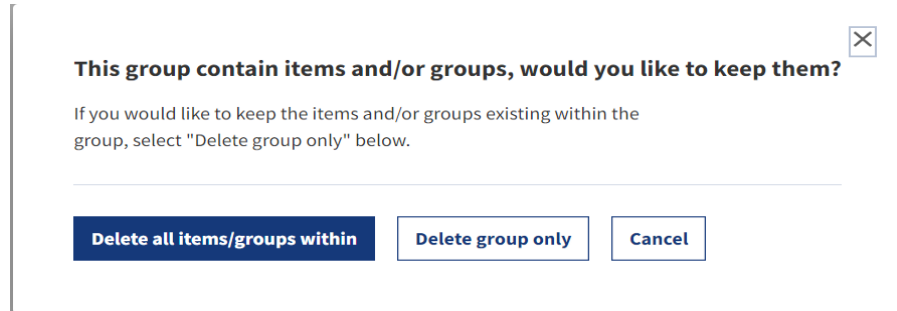 This group contain items and/or groups, would you like to keep them?
If you would like to keep the items and/or groups existing within the
group, select "Delete group only" below.
Delete all items/groups within
Delete group only
Cancel